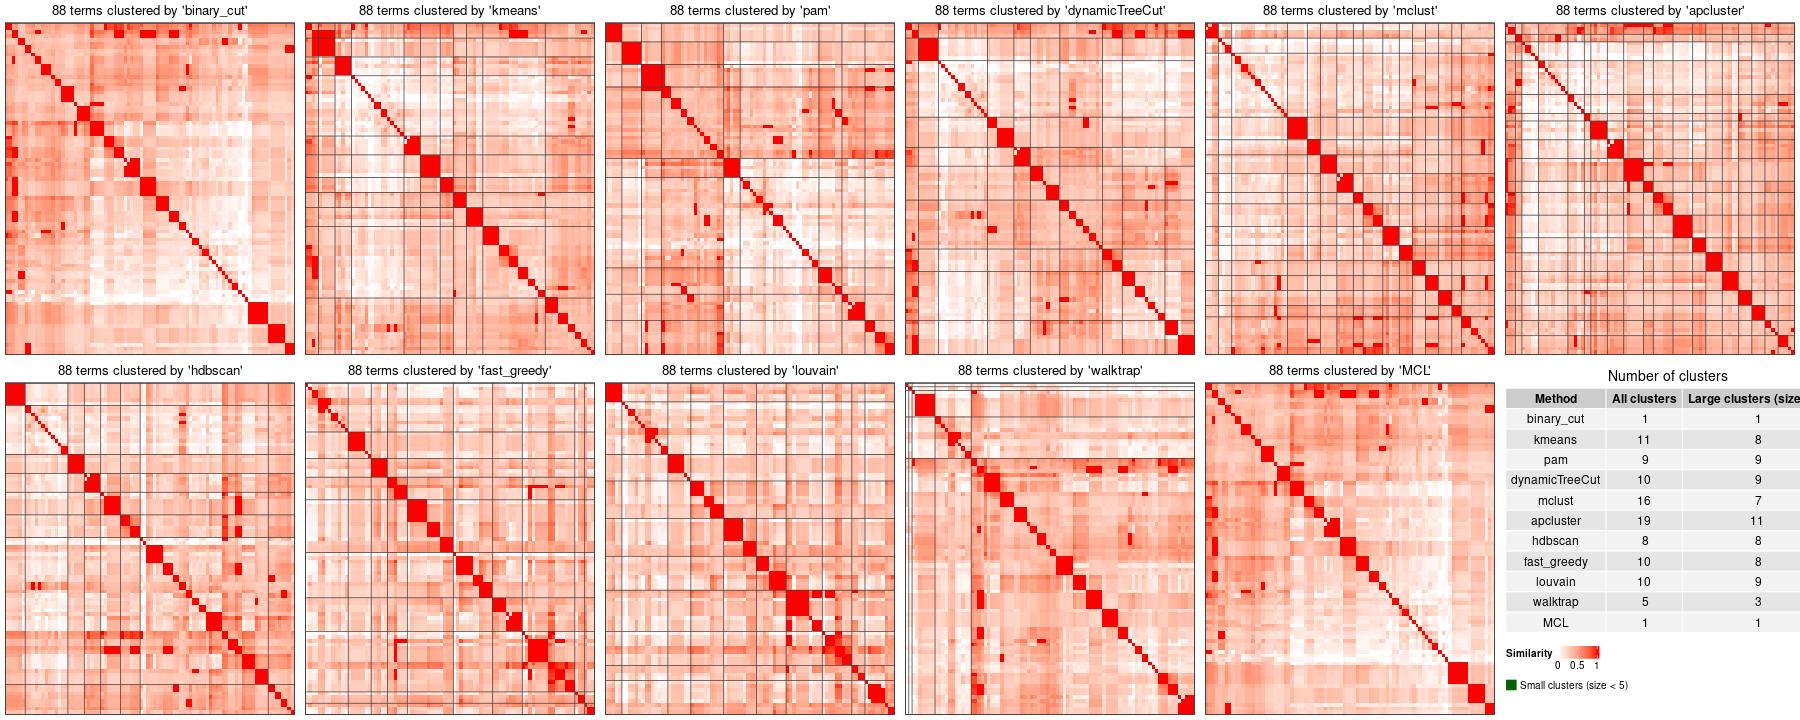 88 terms clustered by 'binary_cut'
88 terms clustered by 'kmeans'
88 terms clustered by 'pam'
88 terms clustered by 'dynamicTreeCut'
88 terms clustered by 'mclust'
88 terms clustered by 'apcluster'
88 terms clustered by 'hdbscan'
88 terms clustered by 'fast_greedy'
88 terms clustered by 'louvain'
88 terms clustered by 'walktrap'
88 terms clustered by 'MCL'
Number of clusters
Method All clusters Large clusters (size
binary_cut 1 1
kmeans 11 8
pam 9 9
dynamicTreeCut 10 9
mclust 16 7
apcluster 19 11
hdbscan 8 8
fast_greedy 10 8
louvain 10 9
walktrap 5 3
MCL 1 1
Similarity
0 0.5 1
Small clusters (size < 5)